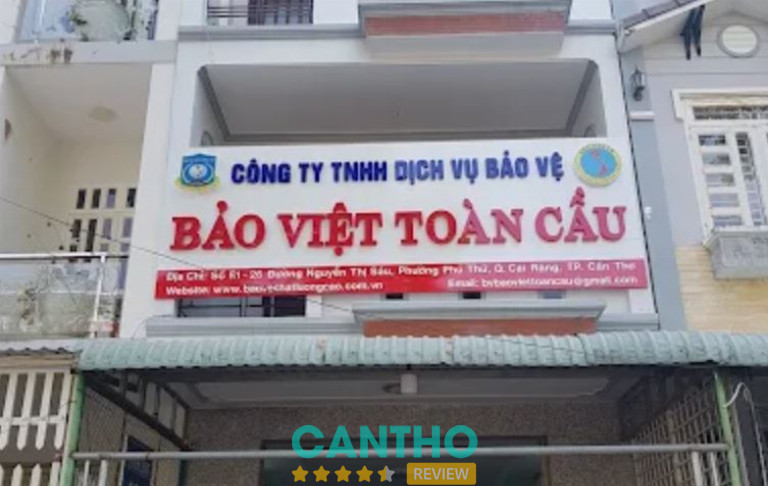 CÔNG TY TNHH DỊCH VỤ BẢO VỆ
BẢO VIỆT TOÀN CẦU
Địa Chỉ: Số E1 - 26 Đường Nguyễn Thị Sáu, Phường Phú Thứ, Q. Cái Răng, TP. Cần Thơ
Website: www.baovechatluongcao.com.vn Email: bvbaoviettoancau@gmail.com
CANTHO
REVIEW